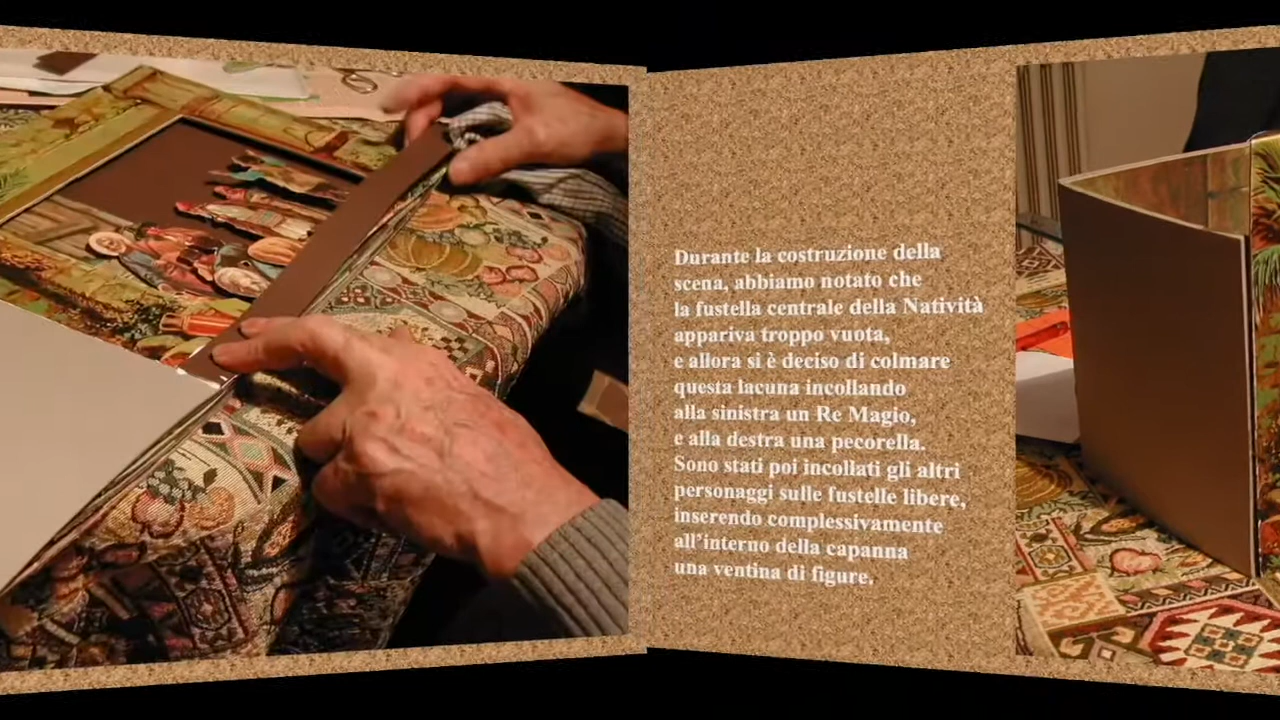 Durante la costruzione della
scena, abbiamo notato che
la fustella centrale della Natività
appariva troppo vuota,
e allora si è deciso di colmare
questa lacuna incollando
alla sinistra un Re Magio,
e alla destra una pecorella.
Sono stati poi incollati gli altri
personaggi sulle fustelle libere,
inserendo complessivamente
all'interno della capanna
una ventina di figure.